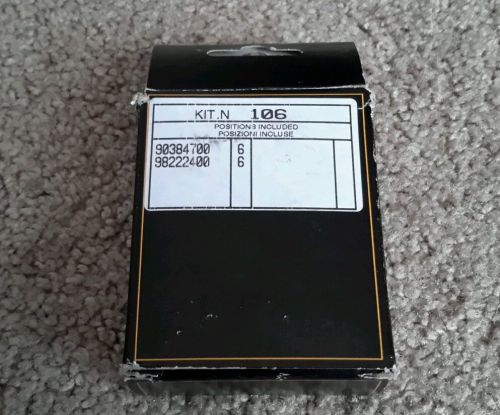 KIT.N 106
POSITIONS INCLUDED
POSIZIONI INCLUSE
90384700 6
98222400 6